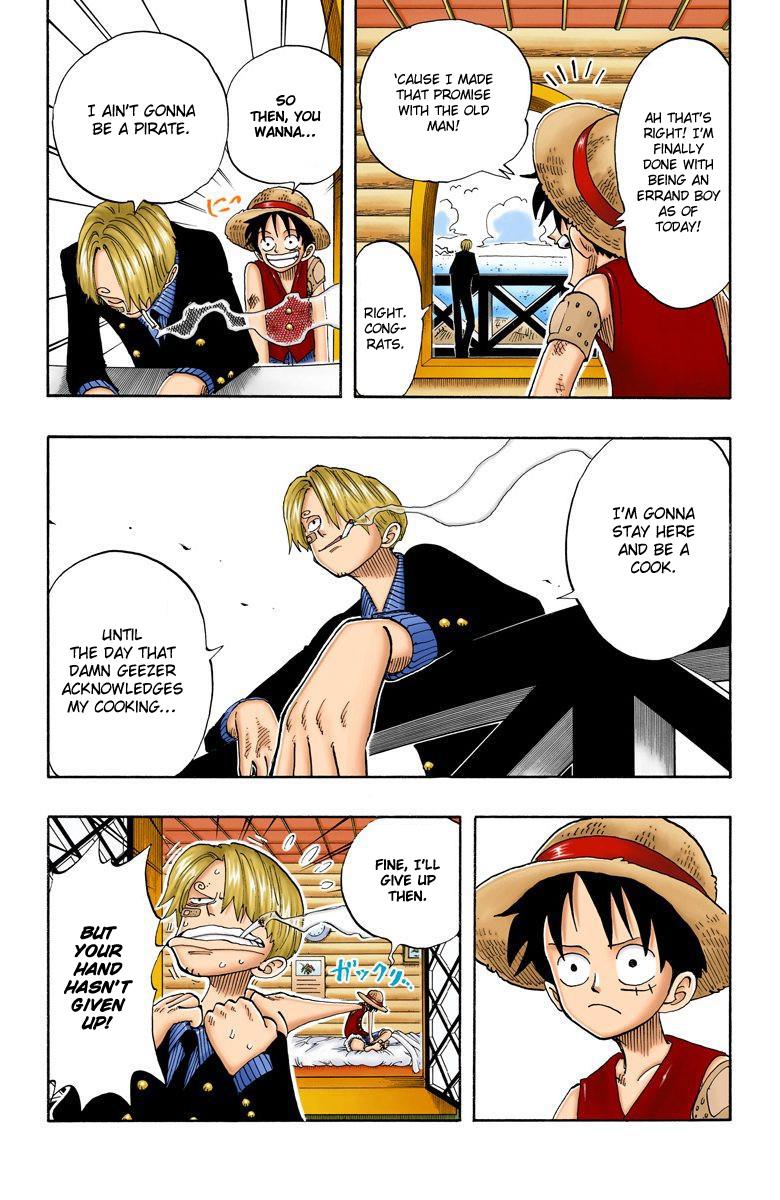 AH THAT'S
RIGHT! I'M
FINALLY
DONE WITH
BEING AN
ERRAND BOY
AS OF
TODAY!
'CAUSE I MADE
THAT PROMISE
WITH THE OLD
MAN!
RIGHT.
CONG-
RATS.
SO
THEN, YOU
WANNA...
にっ
I AIN'T GONNA
BE A PIRATE.
I'M GONNA
STAY HERE
AND BE A
COOK.
UNTIL
THE DAY THAT
DAMN GEEZER
ACKNOWLEDGES
MY COOKING...
FINE, I'LL
GIVE UP
THEN.
ガックリ...
BUT
YOUR
HAND
HASN'T
GIVEN
UP!